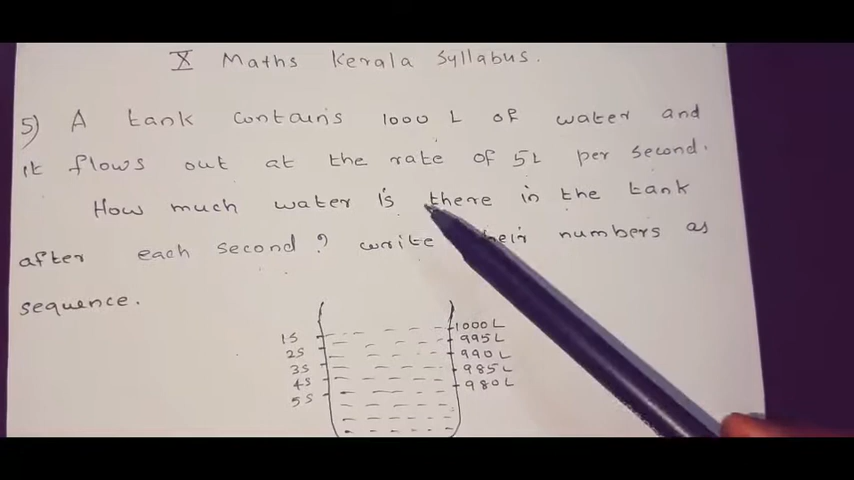 X Maths Kerala Syllabus.
5) A tank contains 1000 L of water and
it flows out at the rate of 5L per second.
How much water is there in the tank
after each second? write their numbers as
sequence.
1S 1000 L
2S 995 L
3S 990 L
4S 985 L
5S 980 L